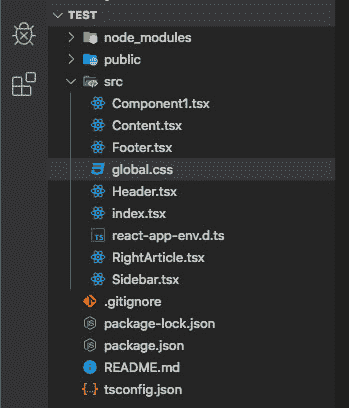 TEST
node_modules
public
src
Component1.tsx
Content.tsx
Footer.tsx
global.css
Header.tsx
index.tsx
TS react-app-env.d.ts
RightArticle.tsx
Sidebar.tsx
.gitignore
package-lock.json
package.json
README.md
{..} tsconfig.json